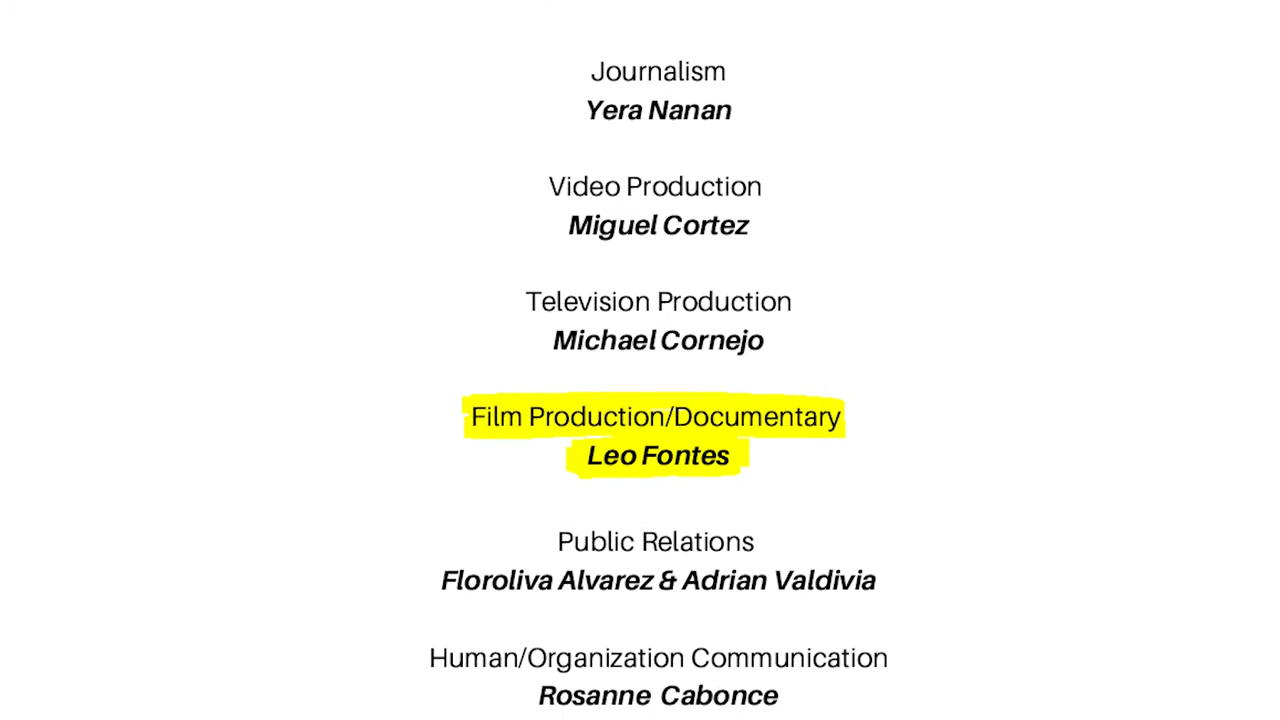 Journalism
Yera Nanan
Video Production
Miguel Cortez
Television Production
Michael Cornejo
Film Production/Documentary
Leo Fontes
Public Relations
Floroliva Alvarez & Adrian Valdivia
Human/Organization Communication
Rosanne Cabonce